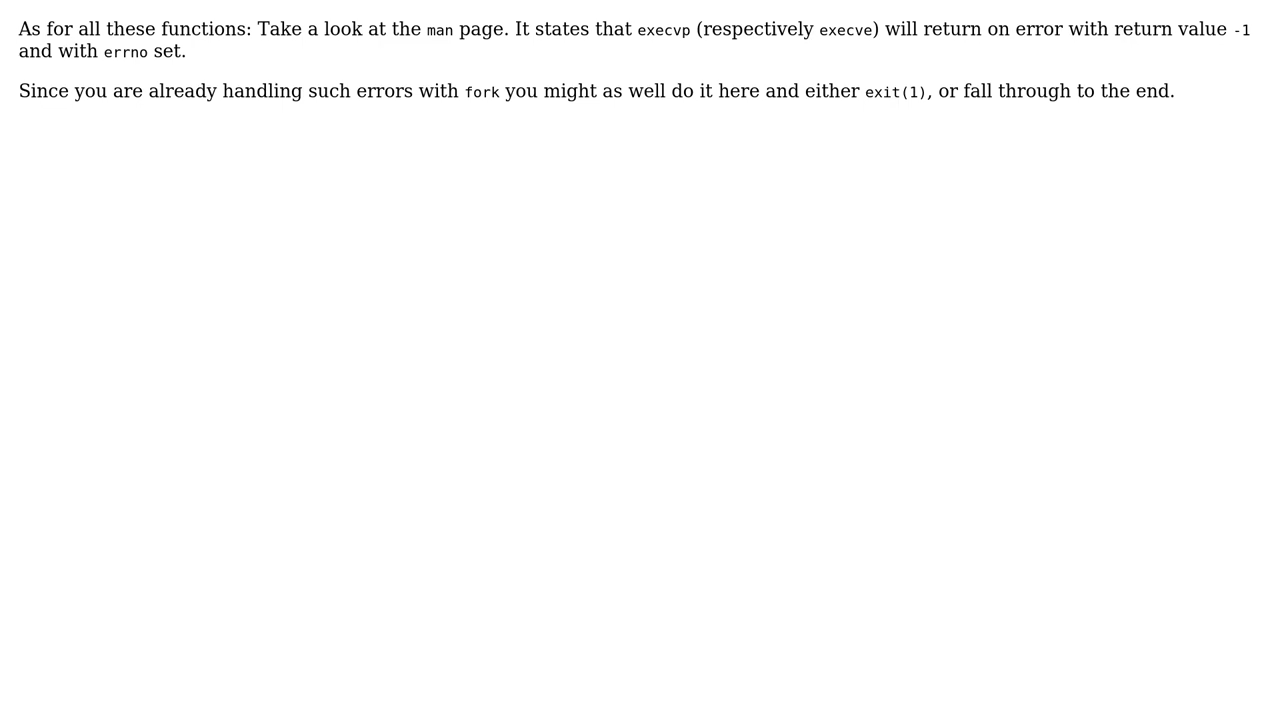 As for all these functions: Take a look at the man page. It states that execvp (respectively execve) will return on error with return value -1
and with errno set.
Since you are already handling such errors with fork you might as well do it here and either exit(1), or fall through to the end.